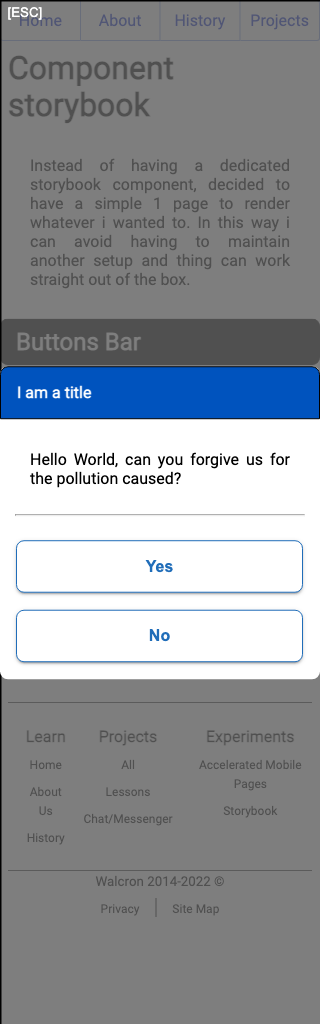 [ESC]
Home About History Projects
Component
storybook
Instead of having a dedicated
storybook component, decided to
have a simple 1 page to render
whatever i wanted to. In this way i
can avoid having to maintain
another setup and thing can work
straight out of the box.
Buttons Bar
I am a title
Hello World, can you forgive us for
the pollution caused?
Yes
No
Learn
Home
About
Us
History
Projects
All
Lessons
Chat/Messenger
Experiments
Accelerated Mobile
Pages
Storybook
Walcron 2014-2022 ©
Privacy | Site Map